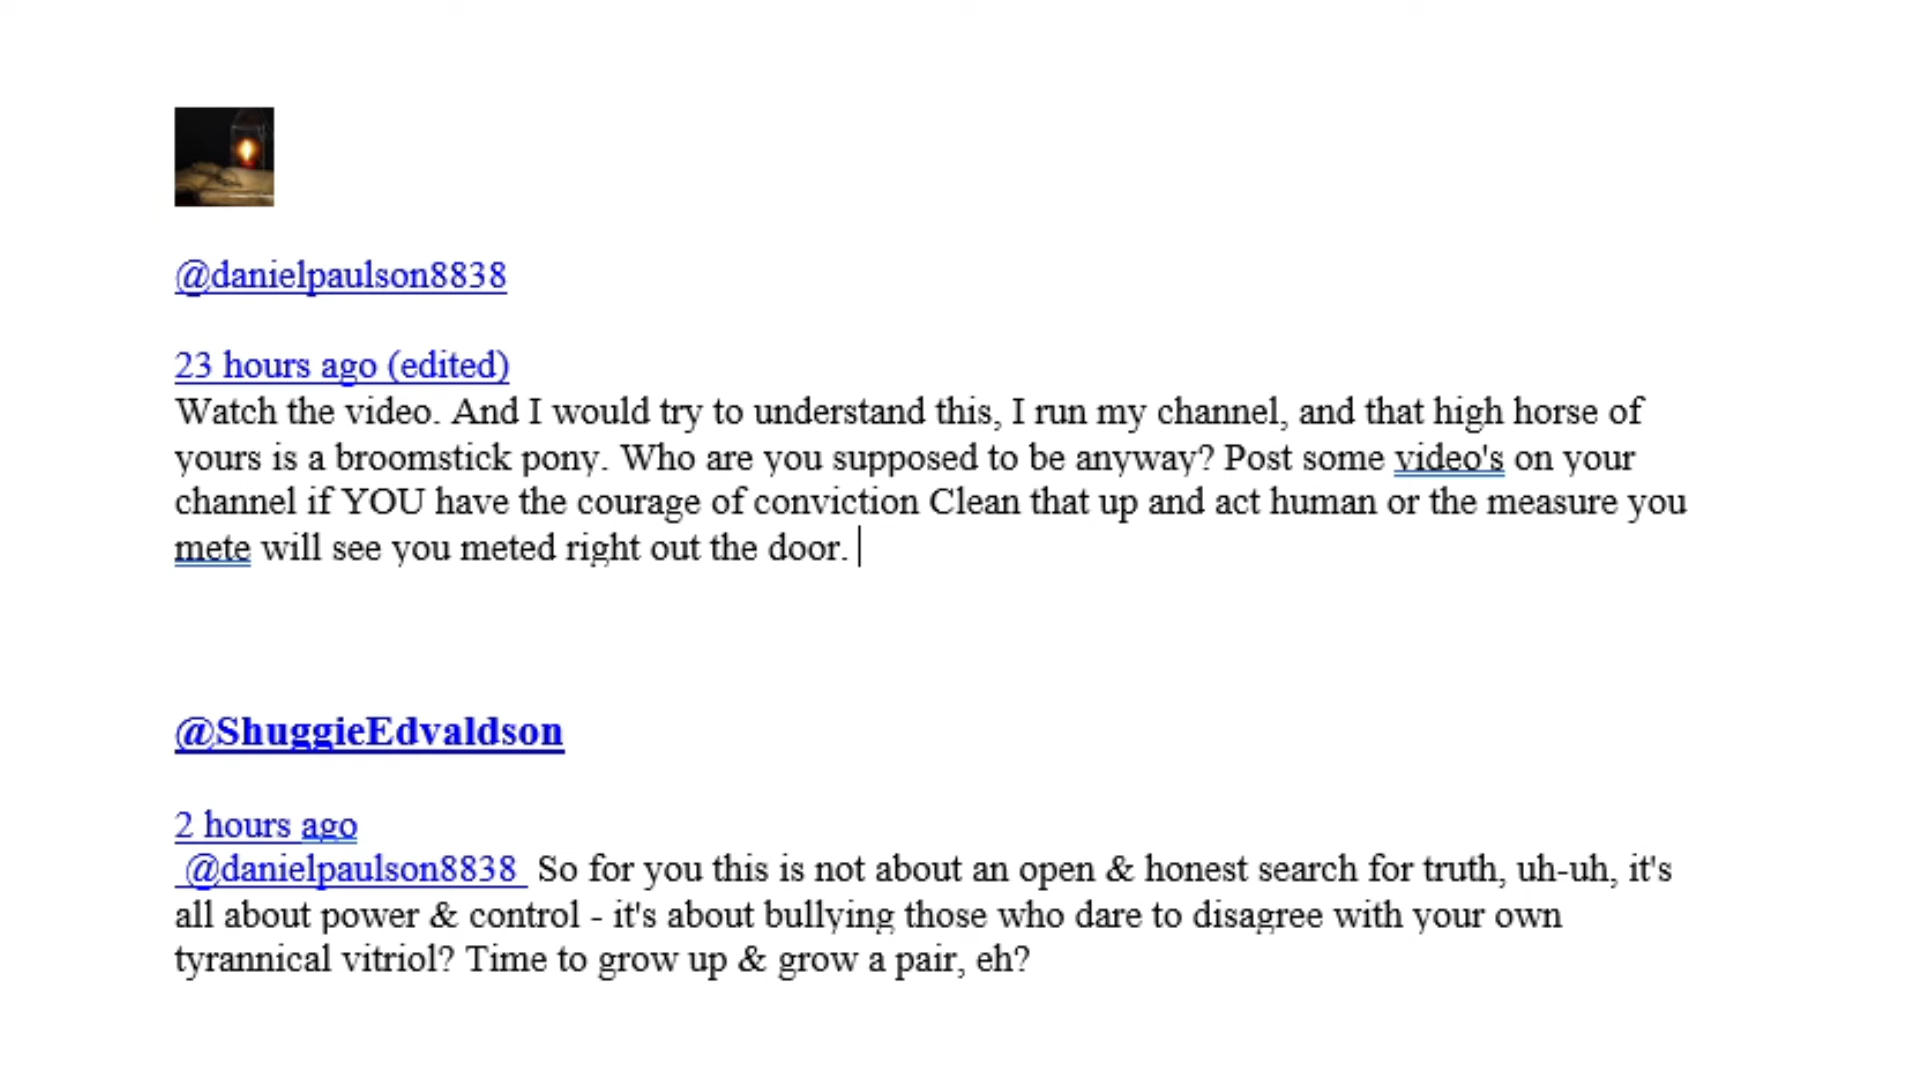 @danielpaulson8838
23 hours ago (edited)
Watch the video. And I would try to understand this, I run my channel, and that high horse of
yours is a broomstick pony. Who are you supposed to be anyway? Post some video's on your
channel if YOU have the courage of conviction Clean that up and act human or the measure you
mete will see you meted right out the door.
@ShuggieEdvaldson
2 hours ago
@danielpaulson8838 So for you this is not about an open & honest search for truth, uh-uh, it's
all about power & control - it's about bullying those who dare to disagree with your own
tyrannical vitriol? Time to grow up & grow a pair, eh?